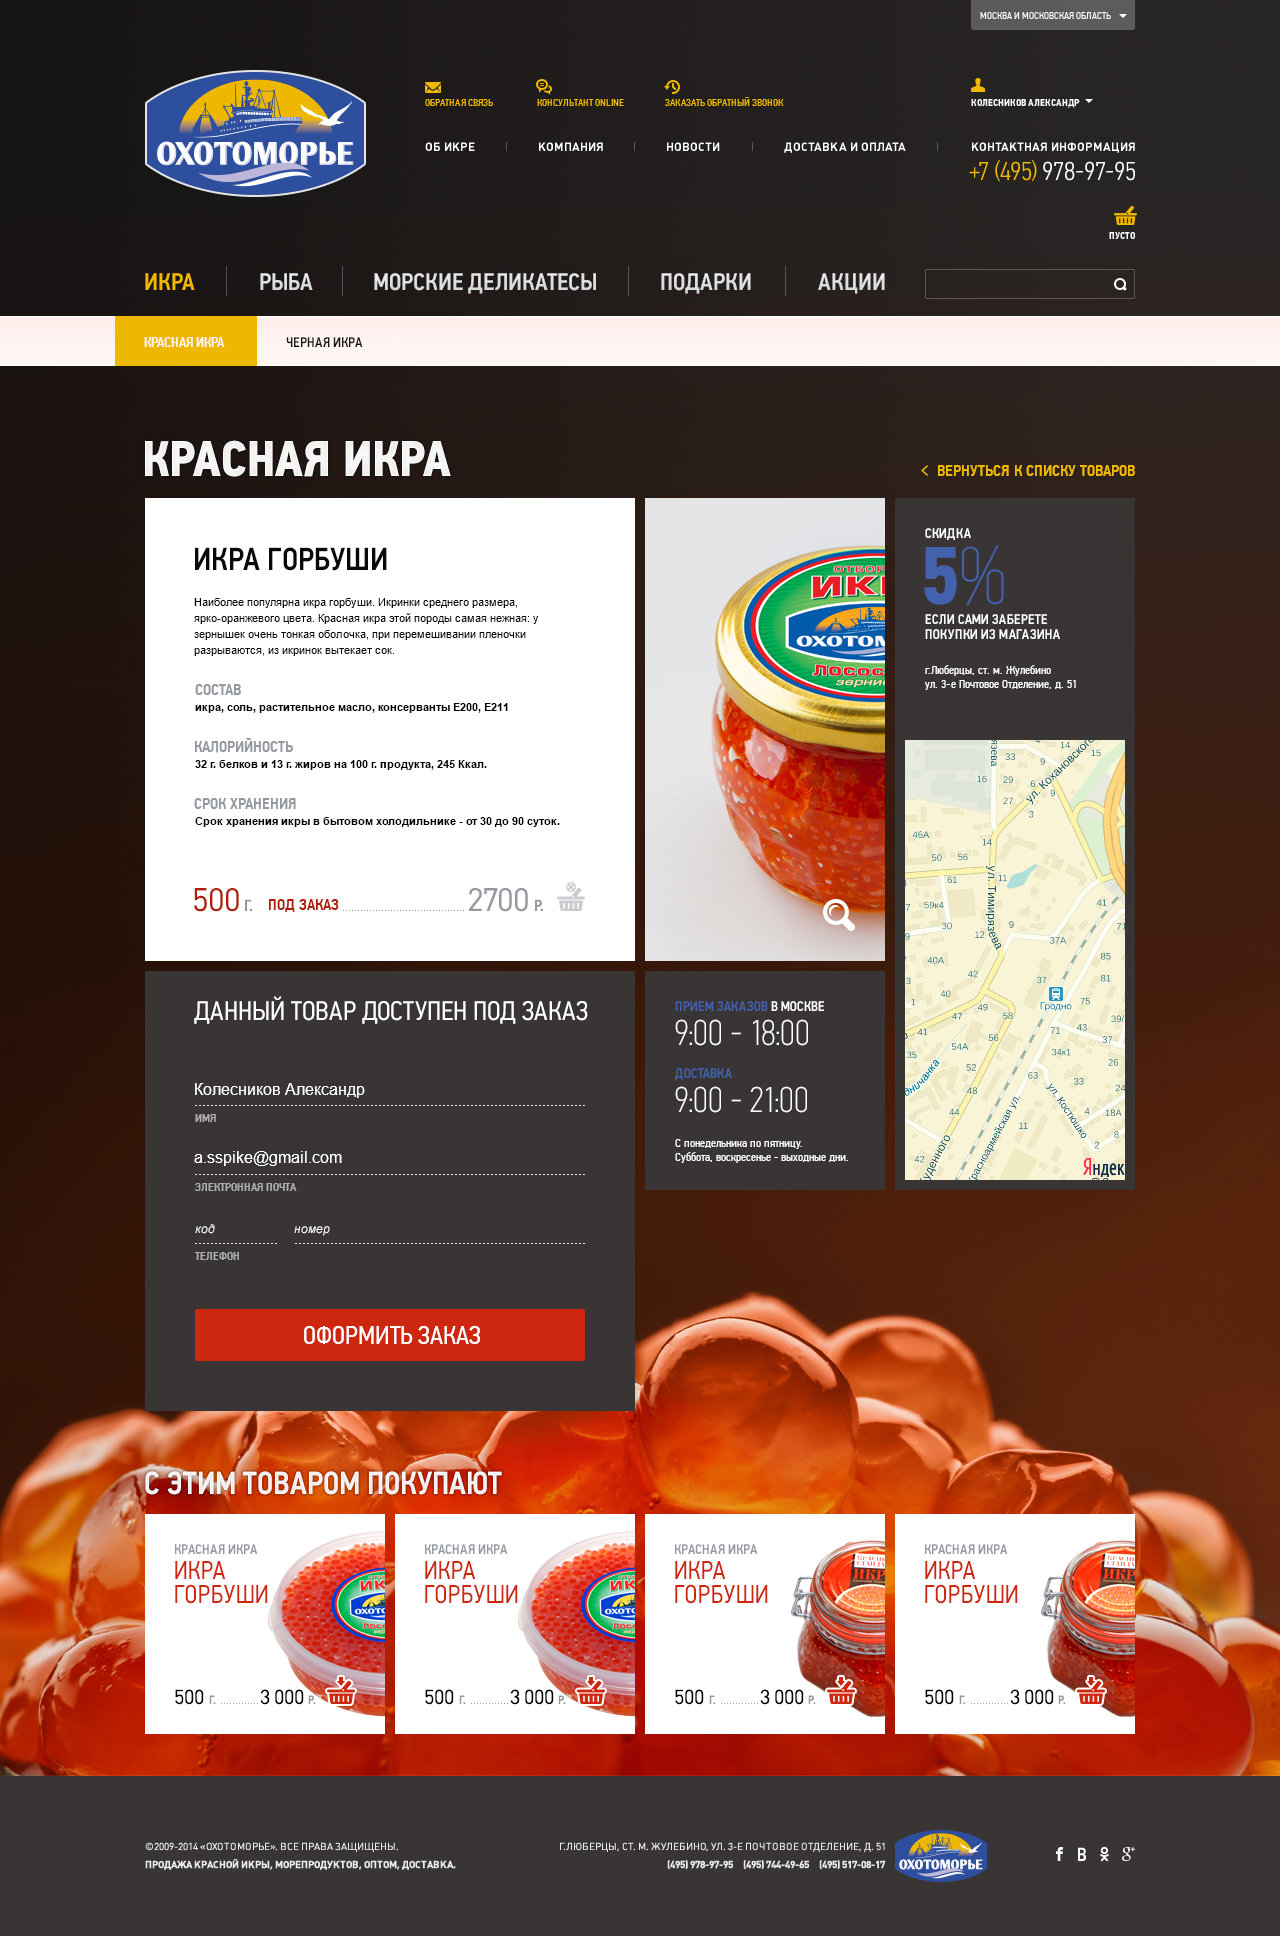 МОСКВА И МОСКОВСКАЯ ОБЛАСТЬ
ОХОТОМОРЬЕ
ОБРАТНАЯ СВЯЗЬ
КОНСУЛЬТАНТ ONLINE
ЗАКАЗАТЬ ОБРАТНЫЙ ЗВОНОК
КОЛЕСНИКОВ АЛЕКСАНДР
ОБ ИКРЕ
КОМПАНИЯ
НОВОСТИ
ДОСТАВКА И ОПЛАТА
КОНТАКТНАЯ ИНФОРМАЦИЯ
+7 (495) 978-97-95
ПУСТО
ИКРА
РЫБА
МОРСКИЕ ДЕЛИКАТЕСЫ
ПОДАРКИ
АКЦИИ
КРАСНАЯ ИКРА
ЧЕРНАЯ ИКРА
КРАСНАЯ ИКРА
ВЕРНУТЬСЯ К СПИСКУ ТОВАРОВ
ИКРА ГОРБУШИ
Наиболее популярна икра горбуши. Икринки среднего размера,
ярко-оранжевого цвета. Красная икра этой породы самая нежная: у
зернышек очень тонкая оболочка, при перемешивании пленочки
разрываются, из икринок вытекает сок.
СОСТАВ
икра, соль, растительное масло, консерванты Е200, Е211
КАЛОРИЙНОСТЬ
32 г. белков и 13 г. жиров на 100 г. продукта, 245 Ккал.
СРОК ХРАНЕНИЯ
Срок хранения икры в бытовом холодильнике - от 30 до 90 суток.
500 Г. ПОД ЗАКАЗ 2700 Р.
СКИДКА
5%
ЕСЛИ САМИ ЗАБЕРЕТЕ
ПОКУПКИ ИЗ МАГАЗИНА
г.Люберцы, ст. м. Жулебино
ул. 3-е Почтовое Отделение, д. 51
ул. Кохановского
ул. Тимирязева
Гродно
ул. Костюшко
Красноармейская ул.
Яндек
ДАННЫЙ ТОВАР ДОСТУПЕН ПОД ЗАКАЗ
Колесников Александр
ИМЯ
a.sspike@gmail.com
ЭЛЕКТРОННАЯ ПОЧТА
код
номер
ТЕЛЕФОН
ОФОРМИТЬ ЗАКАЗ
ПРИЕМ ЗАКАЗОВ В МОСКВЕ
9:00 - 18:00
ДОСТАВКА
9:00 - 21:00
С понедельника по пятницу.
Суббота, воскресенье - выходные дни.
С ЭТИМ ТОВАРОМ ПОКУПАЮТ
КРАСНАЯ ИКРА
ИКРА
ГОРБУШИ
500 Г. 3 000 Р.
КРАСНАЯ ИКРА
ИКРА
ГОРБУШИ
500 Г. 3 000 Р.
КРАСНАЯ ИКРА
ИКРА
ГОРБУШИ
500 Г. 3 000 Р.
КРАСНАЯ ИКРА
ИКРА
ГОРБУШИ
500 Г. 3 000 Р.
©2009-2014 «ОХОТОМОРЬЕ». ВСЕ ПРАВА ЗАЩИЩЕНЫ.
ПРОДАЖА КРАСНОЙ ИКРЫ, МОРЕПРОДУКТОВ, ОПТОМ, ДОСТАВКА.
Г.ЛЮБЕРЦЫ, СТ. М. ЖУЛЕБИНО, УЛ. 3-Е ПОЧТОВОЕ ОТДЕЛЕНИЕ, Д. 51
(495) 978-97-95 (495) 744-49-65 (495) 517-08-17
ОХОТОМОРЬЕ